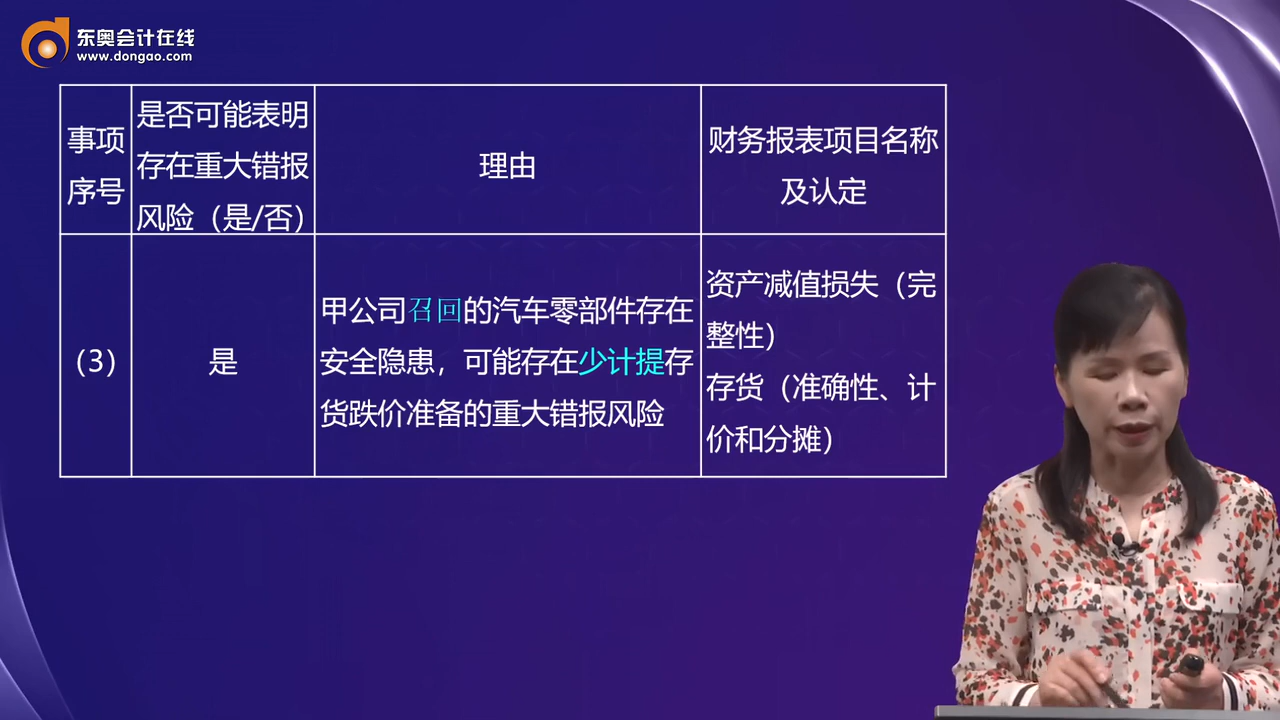 东奥会计在线
www.dongao.com
事项
序号
是否可能表明
存在重大错报
风险（是/否）
理由
财务报表项目名称
及认定
（3）
是
甲公司召回的汽车零部件存在
安全隐患，可能存在少计提存
货跌价准备的重大错报风险
资产减值损失（完
整性）
存货（准确性、计
价和分摊）